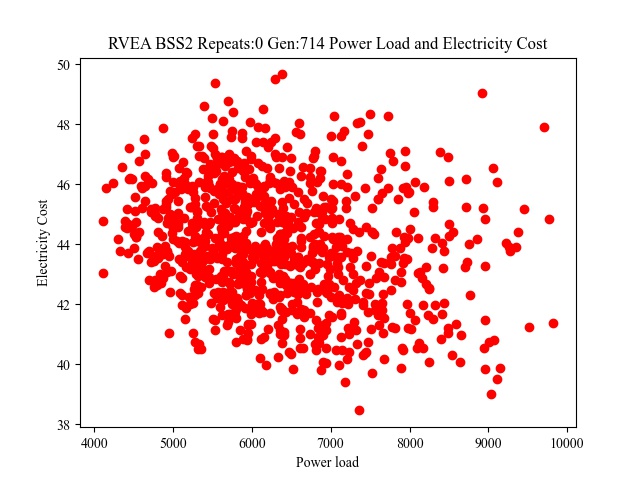 RVEA BSS2 Repeats:0 Gen:714 Power Load and Electricity Cost
50
48
46
44
42
40
38
Electricity Cost
4000 5000 6000 7000 8000 9000 10000
Power load